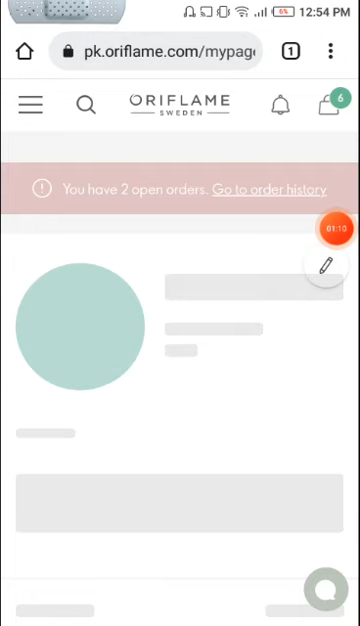 6% 12:54 PM
pk.oriflame.com/mypag
1
ORIFLAME
SWEDEN
6
You have 2 open orders. Go to order history
01:10